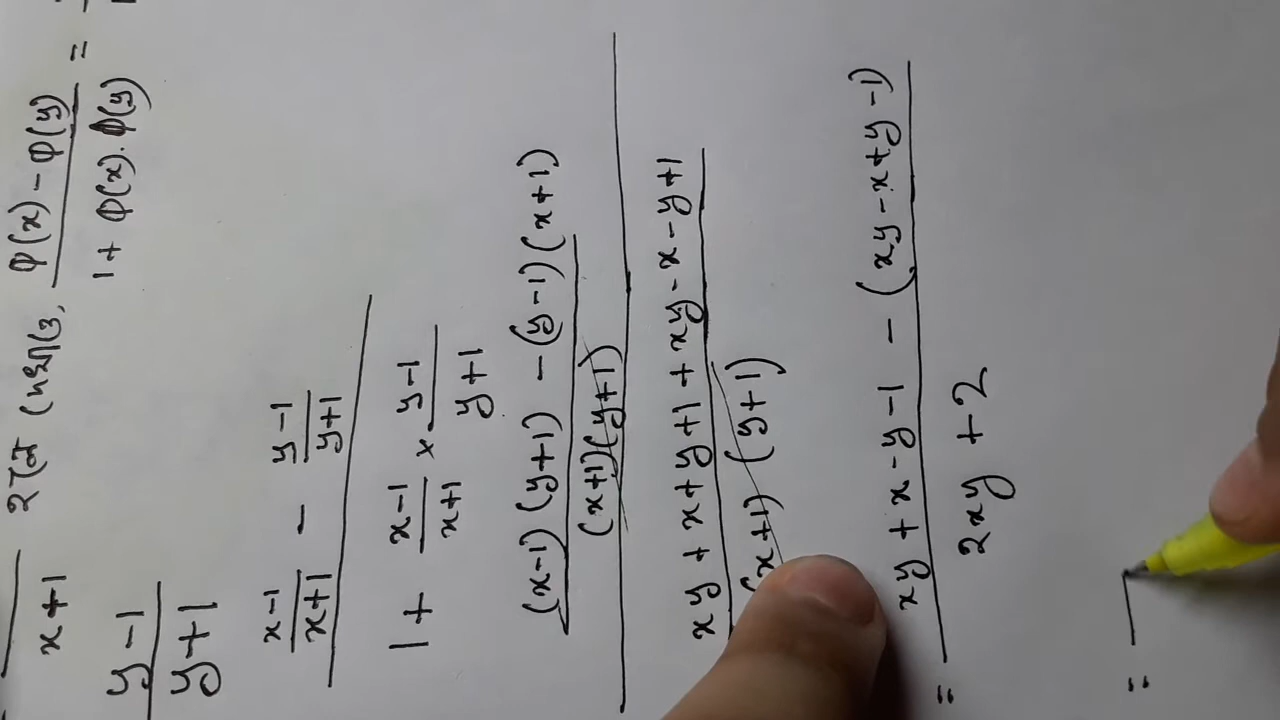 x+1 হলে দেখাও, φ(x) - φ(y) / 1 + φ(x) . φ(y) =
y-1 / y+1
x-1 / x+1 - y-1 / y+1
1 + x-1 / x+1 × y-1 / y+1
(x-1) (y+1) - (y-1) (x+1)
(x+1) (y+1)
xy + x+y+1 + xy - x - y+1
(x+1) (y+1)
= xy + x - y - 1 - (xy - x + y - 1)
2xy + 2
=